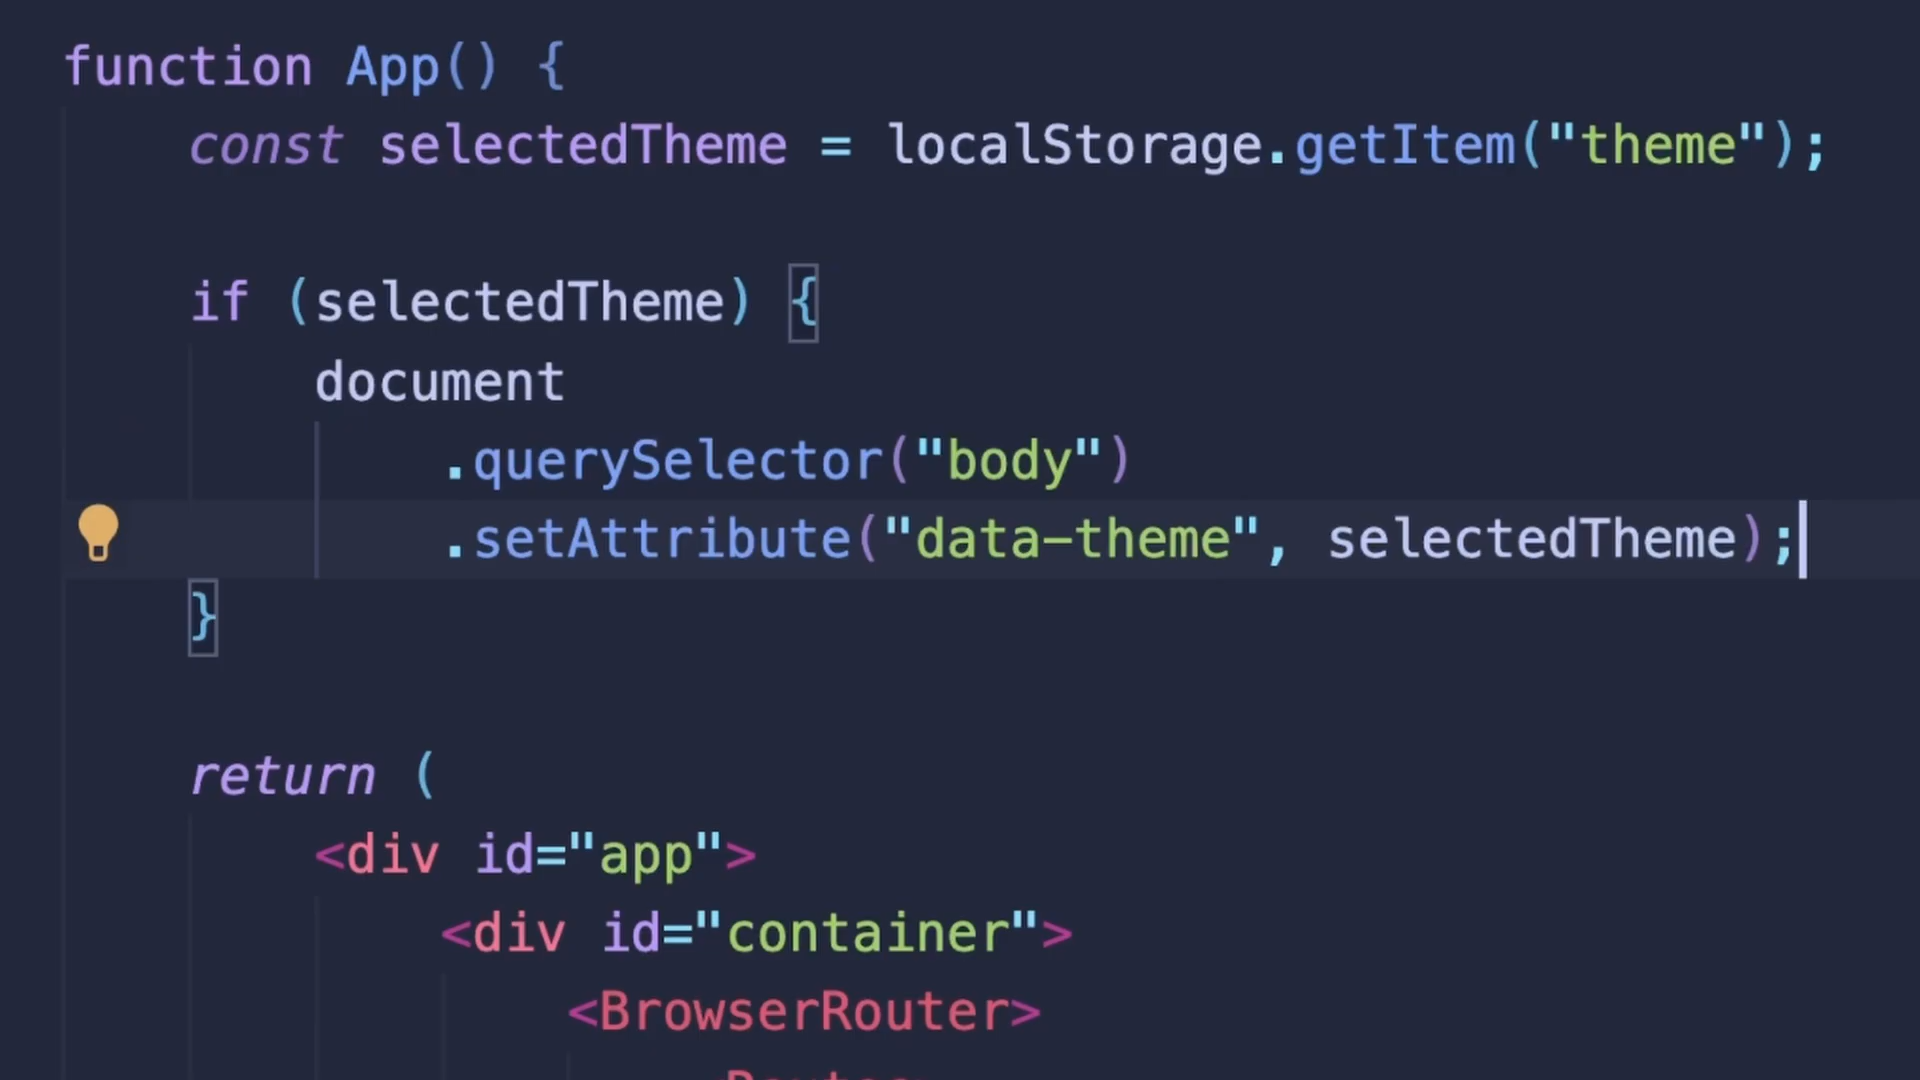 function App() {
const selectedTheme = localStorage.getItem("theme");
if (selectedTheme) {
document
.querySelector("body")
.setAttribute("data-theme", selectedTheme);
}
return (
<div id="app">
<div id="container">
<BrowserRouter>